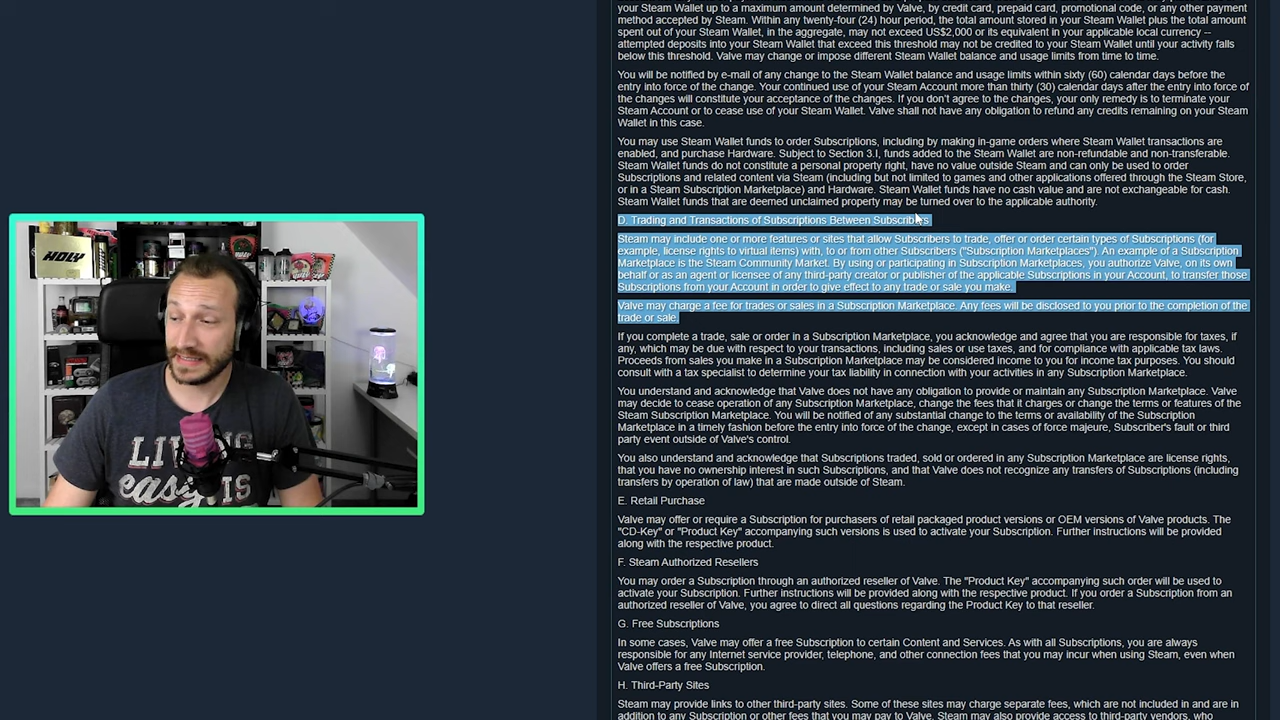 your Steam Wallet up to a maximum amount determined by Valve, by credit card, prepaid card, promotional code, or any other payment
method accepted by Steam. Within any twenty-four (24) hour period, the total amount stored in your Steam Wallet plus the total amount
spent out of your Steam Wallet, in the aggregate, may not exceed US$2,000 or its equivalent in your applicable local currency --
attempted deposits into your Steam Wallet that exceed this threshold may not be credited to your Steam Wallet until your activity falls
below this threshold. Valve may change or impose different Steam Wallet balance and usage limits from time to time.
You will be notified by e-mail of any change to the Steam Wallet balance and usage limits within sixty (60) calendar days before the
entry into force of the change. Your continued use of your Steam Account more than thirty (30) calendar days after the entry into force of
the changes will constitute your acceptance of the changes. If you don't agree to the changes, your only remedy is to terminate your
Steam Account or to cease use of your Steam Wallet. Valve shall not have any obligation to refund any credits remaining on your Steam
Wallet in this case.
You may use Steam Wallet funds to order Subscriptions, including by making in-game orders where Steam Wallet transactions are
enabled, and purchase Hardware. Subject to Section 3.I, funds added to the Steam Wallet are non-refundable and non-transferable.
Steam Wallet funds do not constitute a personal property right, have no value outside Steam and can only be used to order
Subscriptions and related content via Steam (including but not limited to games and other applications offered through the Steam Store,
or in a Steam Subscription Marketplace) and Hardware. Steam Wallet funds have no cash value and are not exchangeable for cash.
Steam Wallet funds that are deemed unclaimed property may be turned over to the applicable authority.
D. Trading and Transactions of Subscriptions Between Subscribers
Steam may include one or more features or sites that allow Subscribers to trade, offer or order certain types of Subscriptions (for
example, license rights to virtual items) with, to or from other Subscribers ("Subscription Marketplaces"). An example of a Subscription
Marketplace is the Steam Community Market. By using or participating in Subscription Marketplaces, you authorize Valve, on its own
behalf or as an agent or licensee of any third-party creator or publisher of the applicable Subscriptions in your Account, to transfer those
Subscriptions from your Account in order to give effect to any trade or sale you make.
Valve may charge a fee for trades or sales in a Subscription Marketplace. Any fees will be disclosed to you prior to the completion of the
trade or sale.
If you complete a trade, sale or order in a Subscription Marketplace, you acknowledge and agree that you are responsible for taxes, if
any, which may be due with respect to your transactions, including sales or use taxes, and for compliance with applicable tax laws.
Proceeds from sales you make in a Subscription Marketplace may be considered income to you for income tax purposes. You should
consult with a tax specialist to determine your tax liability in connection with your activities in any Subscription Marketplace.
You understand and acknowledge that Valve does not have any obligation to provide or maintain any Subscription Marketplace. Valve
may decide to cease operation of any Subscription Marketplace, change the fees that it charges or change the terms or features of the
Steam Subscription Marketplace. You will be notified of any substantial change to the terms or availability of the Subscription
Marketplace in a timely fashion before the entry into force of the change, except in cases of force majeure, Subscriber's fault or third
party event outside of Valve's control.
You also understand and acknowledge that Subscriptions traded, sold or ordered in any Subscription Marketplace are license rights,
that you have no ownership interest in such Subscriptions, and that Valve does not recognize any transfers of Subscriptions (including
transfers by operation of law) that are made outside of Steam.
E. Retail Purchase
Valve may offer or require a Subscription for purchasers of retail packaged product versions or OEM versions of Valve products. The
"CD-Key" or "Product Key" accompanying such versions is used to activate your Subscription. Further instructions will be provided
along with the respective product.
F. Steam Authorized Resellers
You may order a Subscription through an authorized reseller of Valve. The "Product Key" accompanying such order will be used to
activate your Subscription. Further instructions will be provided along with the respective product. If you order a Subscription from an
authorized reseller of Valve, you agree to direct all questions regarding the Product Key to that reseller.
G. Free Subscriptions
In some cases, Valve may offer a free Subscription to certain Content and Services. As with all Subscriptions, you are always
responsible for any Internet service provider, telephone, and other connection fees that you may incur when using Steam, even when
Valve offers a free Subscription.
H. Third-Party Sites
Steam may provide links to other third-party sites. Some of these sites may charge separate fees, which are not included in and are in
addition to any Subscription or other fees that you may pay to Valve. Steam may also provide access to third-party vendors, who
HOLY
LIVING
easy IS